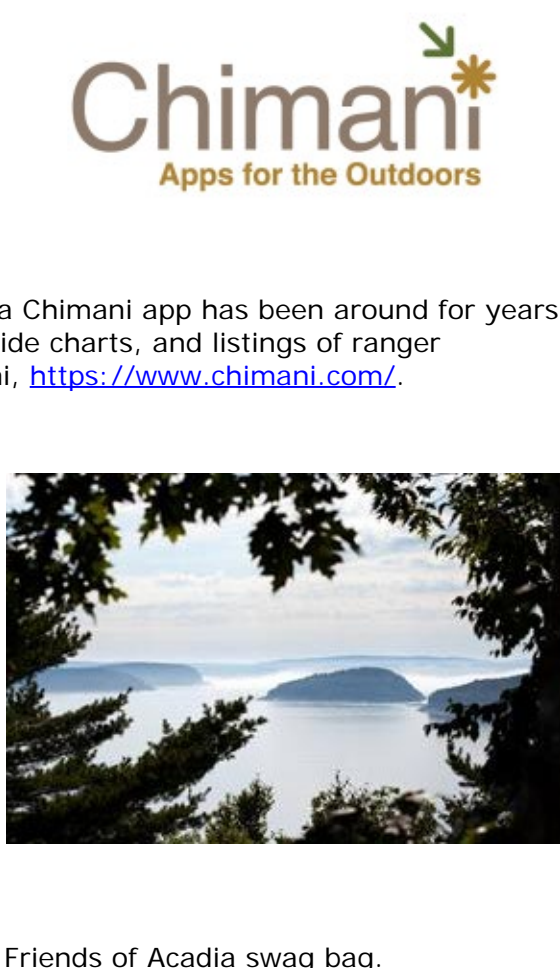 Chimani
Apps for the Outdoors
a Chimani app has been around for years
ide charts, and listings of ranger
i, https://www.chimani.com/.
Friends of Acadia swag bag.